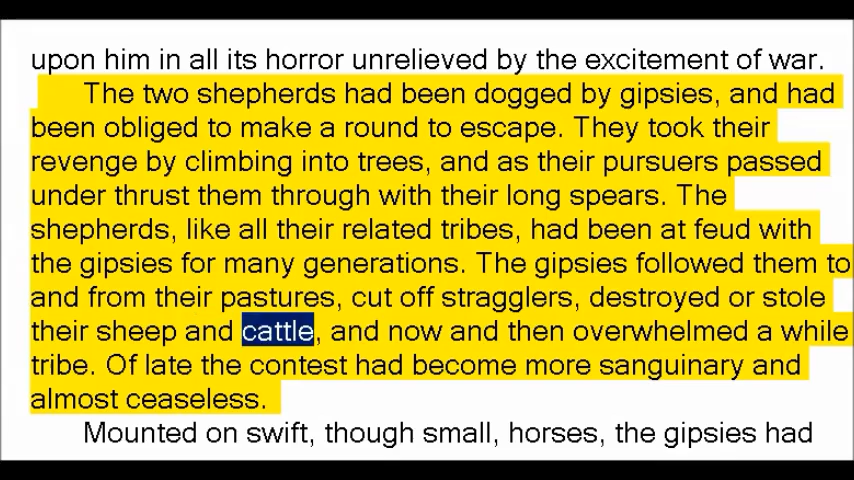 upon him in all its horror unrelieved by the excitement of war.
The two shepherds had been dogged by gipsies, and had
been obliged to make a round to escape. They took their
revenge by climbing into trees, and as their pursuers passed
under thrust them through with their long spears. The
shepherds, like all their related tribes, had been at feud with
the gipsies for many generations. The gipsies followed them to
and from their pastures, cut off stragglers, destroyed or stole
their sheep and cattle, and now and then overwhelmed a while
tribe. Of late the contest had become more sanguinary and
almost ceaseless.
Mounted on swift, though small, horses, the gipsies had